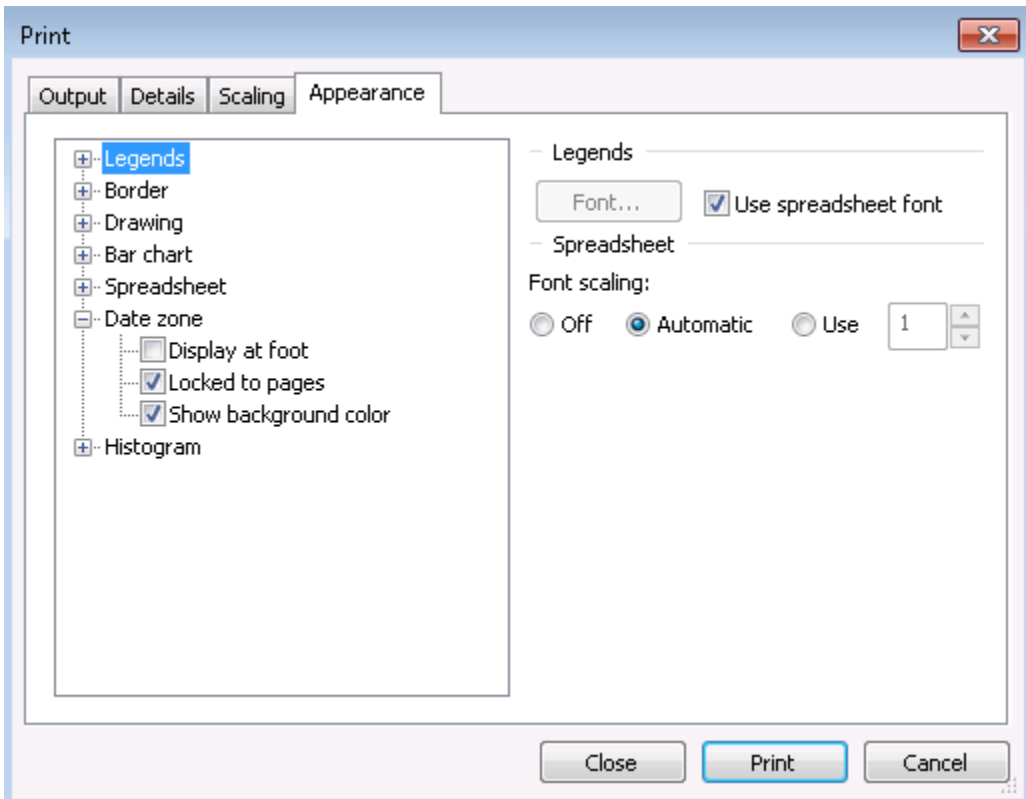 Print
Output Details Scaling Appearance
Legends
Border
Drawing
Bar chart
Spreadsheet
Date zone
Display at foot
Locked to pages
Show background color
Histogram
Legends
Font... Use spreadsheet font
Spreadsheet
Font scaling:
Off Automatic Use 1
Close Print Cancel